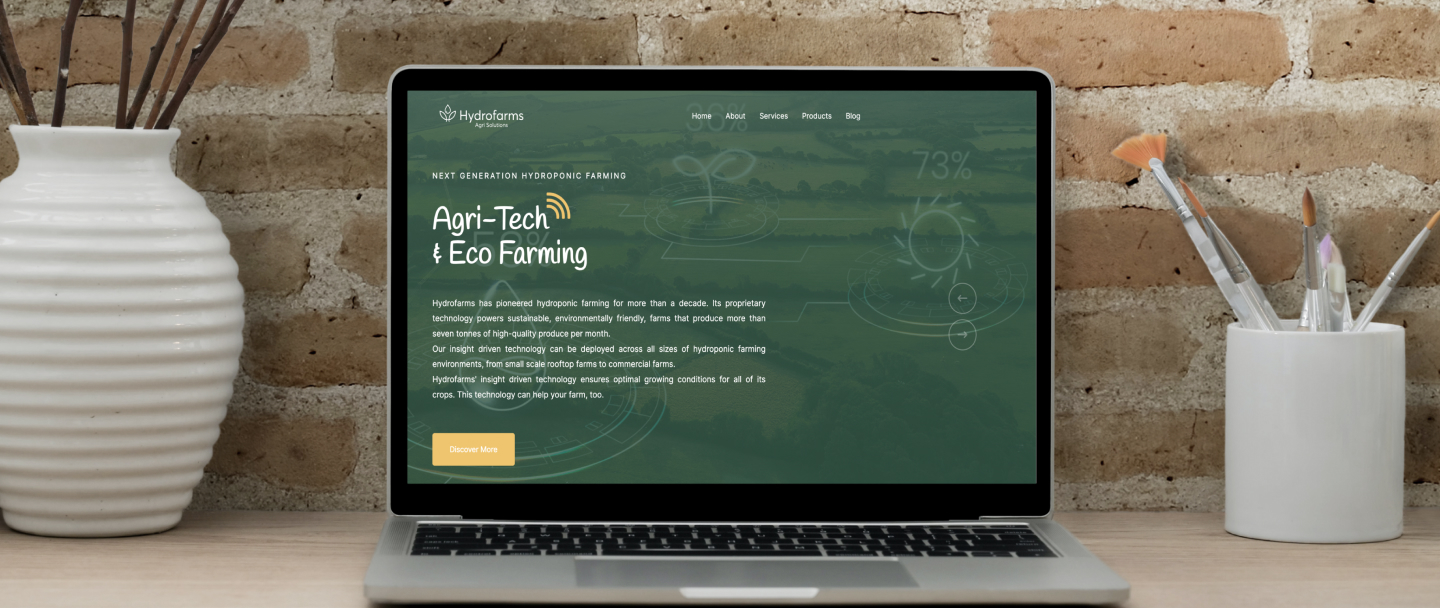 Hydrofarms
Agri Solutions
Home About Services Products Blog
30%
73%
NEXT GENERATION HYDROPONIC FARMING
Agri-Tech
& Eco Farming
Hydrofarms has pioneered hydroponic farming for more than a decade. Its proprietary
technology powers sustainable, environmentally friendly, farms that produce more than
seven tonnes of high-quality produce per month.
Our insight driven technology can be deployed across all sizes of hydroponic farming
environments, from small scale rooftop farms to commercial farms.
Hydrofarms' insight driven technology ensures optimal growing conditions for all of its
crops. This technology can help your farm, too.
Discover More